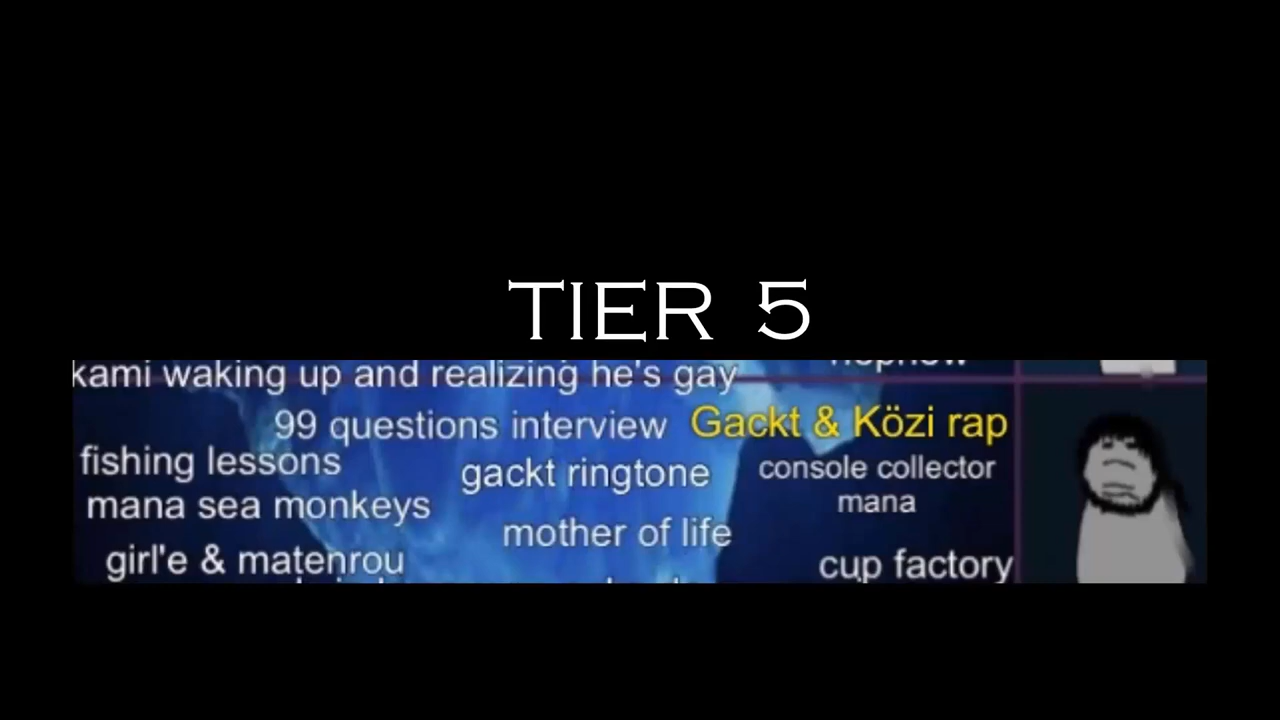 TIER 5
nephew
kami waking up and realizing he's gay
99 questions interview
Gackt & Közi rap
fishing lessons
gackt ringtone
console collector
mana
mana sea monkeys
mother of life
girl'e & matenrou
cup factory